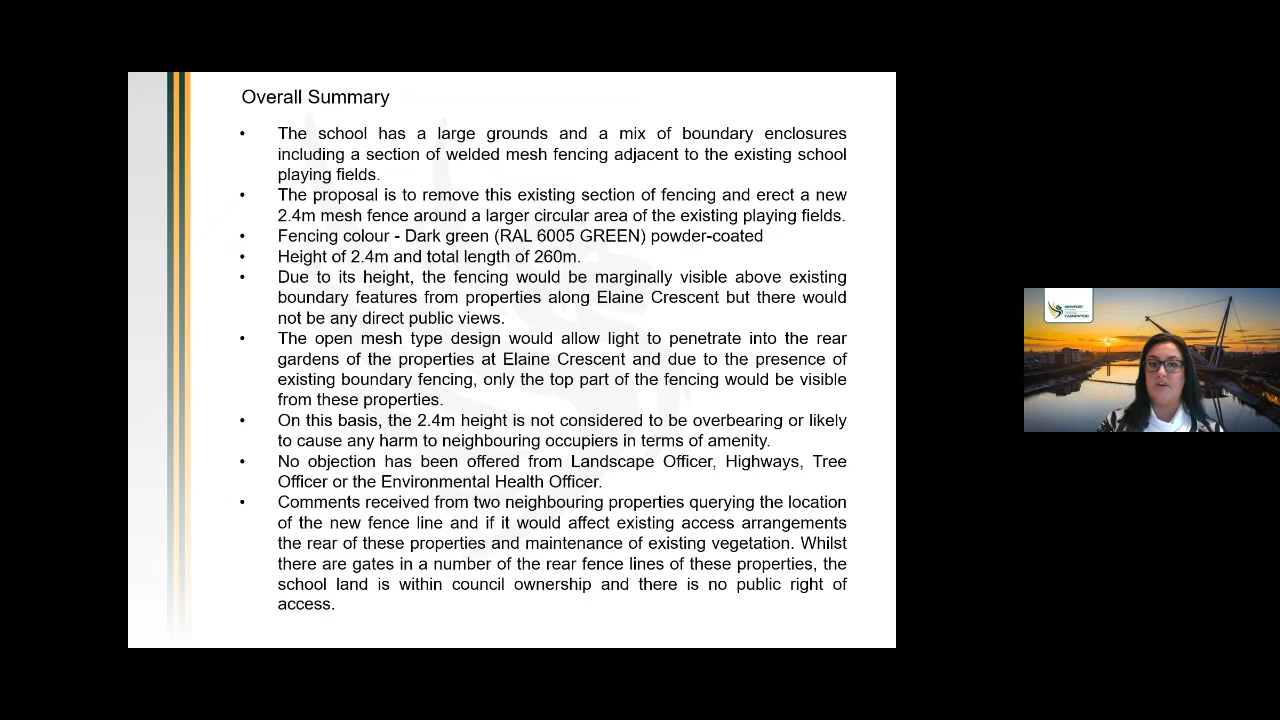 Overall Summary
• The school has a large grounds and a mix of boundary enclosures
including a section of welded mesh fencing adjacent to the existing school
playing fields.
• The proposal is to remove this existing section of fencing and erect a new
2.4m mesh fence around a larger circular area of the existing playing fields.
• Fencing colour - Dark green (RAL 6005 GREEN) powder-coated
• Height of 2.4m and total length of 260m.
• Due to its height, the fencing would be marginally visible above existing
boundary features from properties along Elaine Crescent but there would
not be any direct public views.
• The open mesh type design would allow light to penetrate into the rear
gardens of the properties at Elaine Crescent and due to the presence of
existing boundary fencing, only the top part of the fencing would be visible
from these properties.
• On this basis, the 2.4m height is not considered to be overbearing or likely
to cause any harm to neighbouring occupiers in terms of amenity.
• No objection has been offered from Landscape Officer, Highways, Tree
Officer or the Environmental Health Officer.
• Comments received from two neighbouring properties querying the location
of the new fence line and if it would affect existing access arrangements
the rear of these properties and maintenance of existing vegetation. Whilst
there are gates in a number of the rear fence lines of these properties, the
school land is within council ownership and there is no public right of
access.
NEWPORT
CASNEWYDD